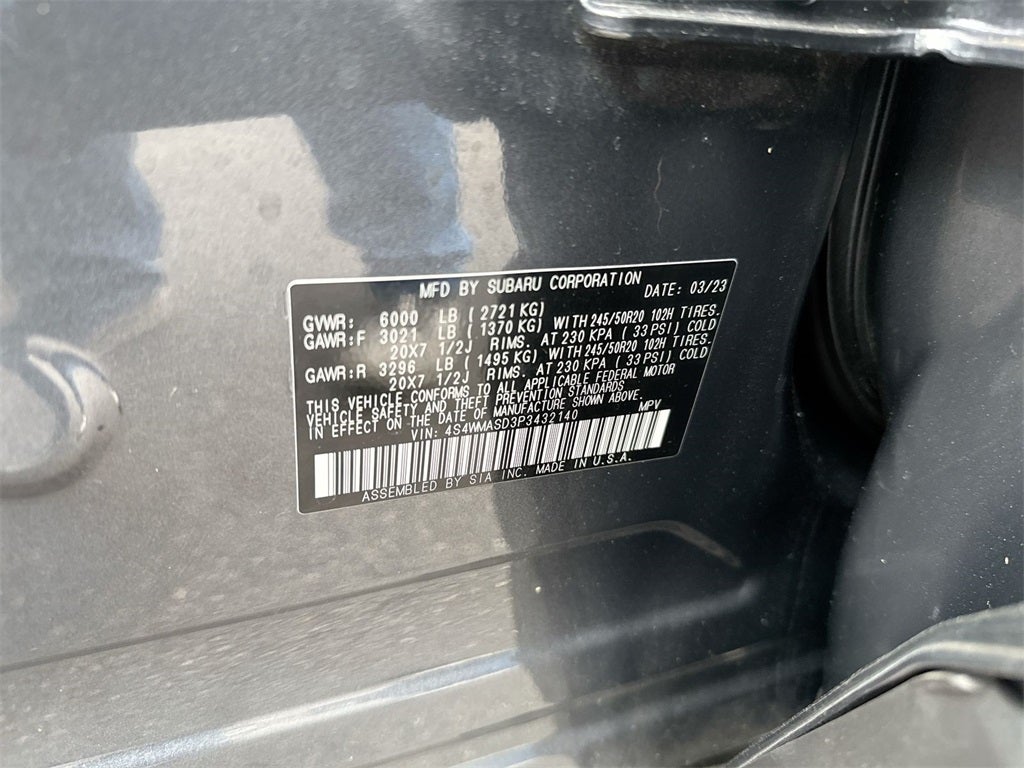 MFD BY SUBARU CORPORATION DATE: 03/23
GVWR: 6000 LB ( 2721 KG)
GAWR:F 3021 LB ( 1370 KG) WITH 245/50R20 102H TIRES.
20X7 1/2J RIMS. AT 230 KPA ( 33 PSI) COLD
GAWR:R 3296 LB ( 1495 KG) WITH 245/50R20 102H TIRES.
20X7 1/2J RIMS. AT 230 KPA ( 33 PSI) COLD
THIS VEHICLE CONFORMS TO ALL APPLICABLE FEDERAL MOTOR
VEHICLE SAFETY AND THEFT PREVENTION STANDARDS
IN EFFECT ON THE DATE OF MANUFACTURE SHOWN ABOVE.
VIN: 4S4WMASD3P3432140 MPV
ASSEMBLED BY SIA INC. MADE IN U.S.A.